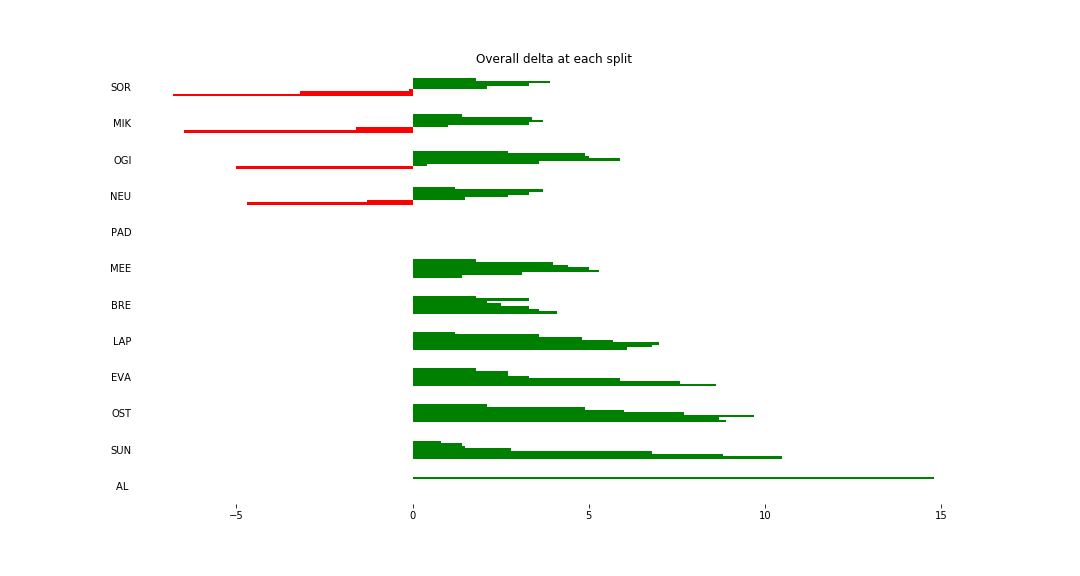 Overall delta at each split
SOR
MIK
OGI
NEU
PAD
MEE
BRE
LAP
EVA
OST
SUN
AL
−5 0 5 10 15